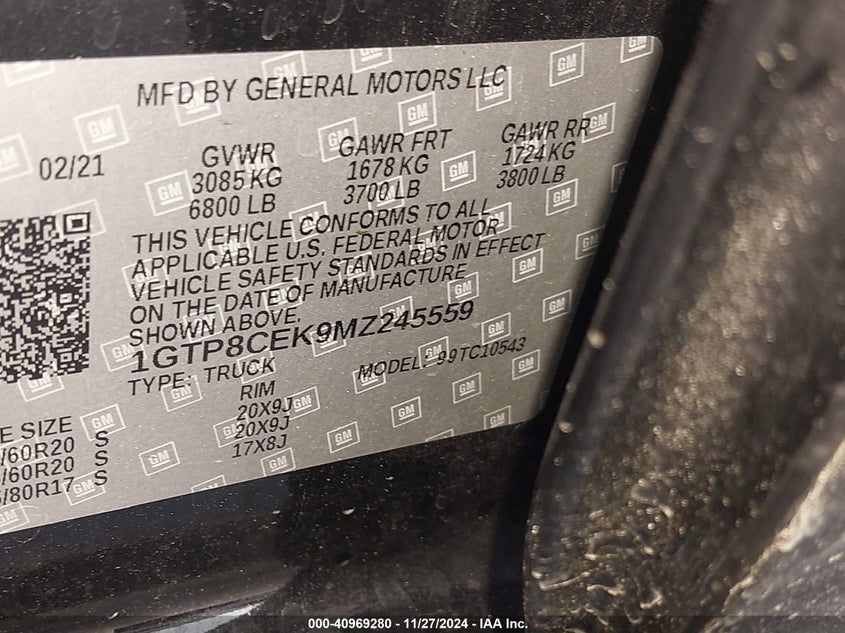 MFD BY GENERAL MOTORS LLC
02/21
GVWR
3085 KG
6800 LB
GAWR FRT
1678 KG
3700 LB
GAWR RR
1724 KG
3800 LB
THIS VEHICLE CONFORMS TO ALL
APPLICABLE U.S. FEDERAL MOTOR
VEHICLE SAFETY STANDARDS IN EFFECT
ON THE DATE OF MANUFACTURE
SHOWN ABOVE.
1GTP8CEK9MZ245559
TYPE: TRUCK
MODEL: 99TC10543
SIZE RIM
/60R20 S 20X9J
/60R20 S 20X9J
/80R17 S 17X8J
GM
000-40969280 - 11/27/2024 - IAA Inc.